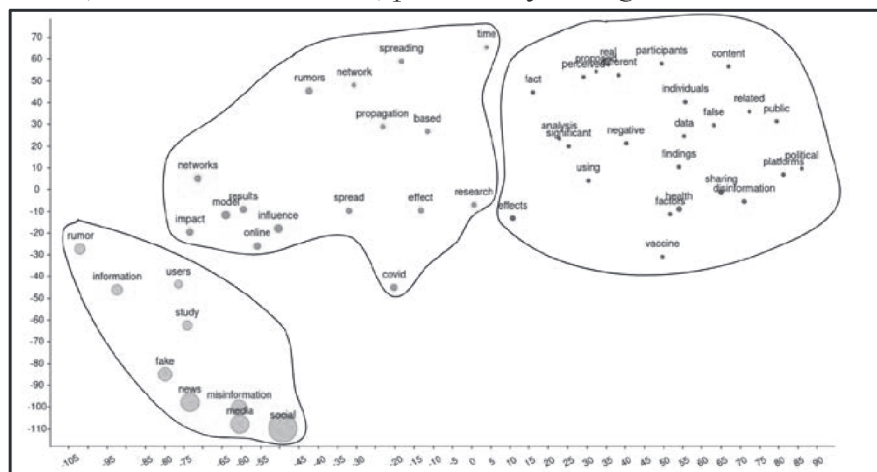 70
time
60
spreading
real
participants
content
perceived
50
rumors
network
fact
40
individuals
related
30
propagation
based
false
public
data
20
analysis
significant
negative
10
networks
findings
political
platforms
0
model
results
spread
effect
research
using
sharing
disinformation
health
factors
-10
impact
influence
online
effects
-20
-30
rumor
vaccine
-40
information
users
covid
-50
study
-60
-70
fake
-80
-90
news
misinformation
-100
media
social
-110
-105 -95 -85 -75 -65 -60 -55 -50 -45 -40 -35 -30 -25 -20 -15 -10 -5 0 5 10 15 20 25 30 35 40 45 50 55 60 65 70 75 80 85 90